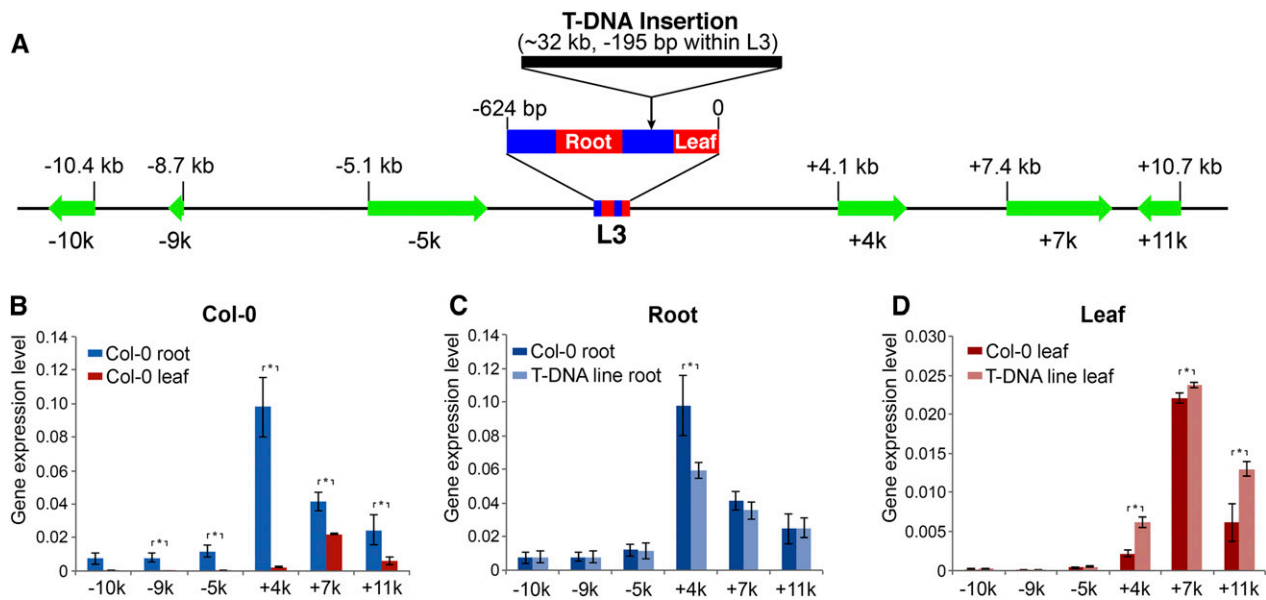 A
T-DNA Insertion
(~32 kb, -195 bp within L3)
-624 bp
0
Root
Leaf
-10.4 kb
-8.7 kb
-5.1 kb
+4.1 kb
+7.4 kb
+10.7 kb
-10k
-9k
-5k
L3
+4k
+7k
+11k
B
Col-0
Gene expression level
0.14
0.12
0.10
0.08
0.06
0.04
0.02
0
Col-0 root
Col-0 leaf
*
*
*
*
*
-10k
-9k
-5k
+4k
+7k
+11k
C
Root
Gene expression level
0.14
0.12
0.10
0.08
0.06
0.04
0.02
0
Col-0 root
T-DNA line root
*
-10k
-9k
-5k
+4k
+7k
+11k
D
Leaf
Gene expression level
0.030
0.025
0.020
0.015
0.010
0.005
0
Col-0 leaf
T-DNA line leaf
*
*
*
-10k
-9k
-5k
+4k
+7k
+11k